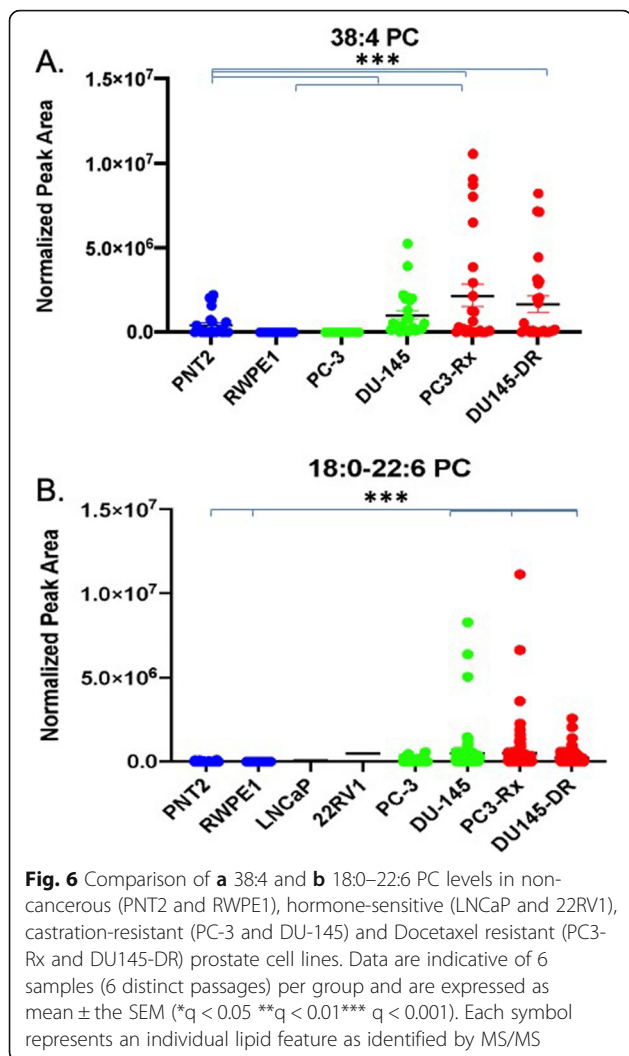 38:4 PC
A.
***
Normalized Peak Area
1.5×10⁷
1.0×10⁷
5.0×10⁶
0.0
PNT2
RWPE1
PC-3
DU-145
PC3-Rx
DU145-DR
18:0-22:6 PC
B.
***
Normalized Peak Area
1.5×10⁷
1.0×10⁷
5.0×10⁶
0.0
PNT2
RWPE1
LNCaP
22RV1
PC-3
DU-145
PC3-Rx
DU145-DR
Fig. 6 Comparison of a 38:4 and b 18:0–22:6 PC levels in non-
cancerous (PNT2 and RWPE1), hormone-sensitive (LNCaP and 22RV1),
castration-resistant (PC-3 and DU-145) and Docetaxel resistant (PC3-
Rx and DU145-DR) prostate cell lines. Data are indicative of 6
samples (6 distinct passages) per group and are expressed as
mean ± the SEM (*q < 0.05 **q < 0.01*** q < 0.001). Each symbol
represents an individual lipid feature as identified by MS/MS